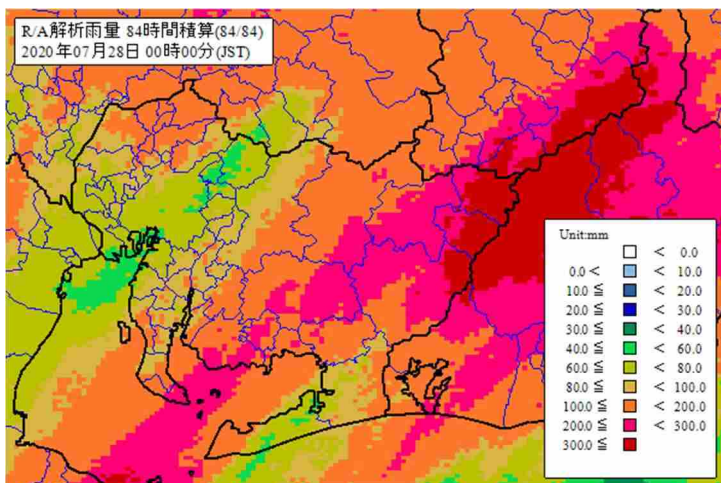 R/A解析雨量 84時間積算(84/84)
2020年07月28日 00時00分(JST)
Unit:mm
< 0.0
0.0 < < 10.0
10.0 ≦ < 20.0
20.0 ≦ < 30.0
30.0 ≦ < 40.0
40.0 ≦ < 60.0
60.0 ≦ < 80.0
80.0 ≦ < 100.0
100.0 ≦ < 200.0
200.0 ≦ < 300.0
300.0 ≦